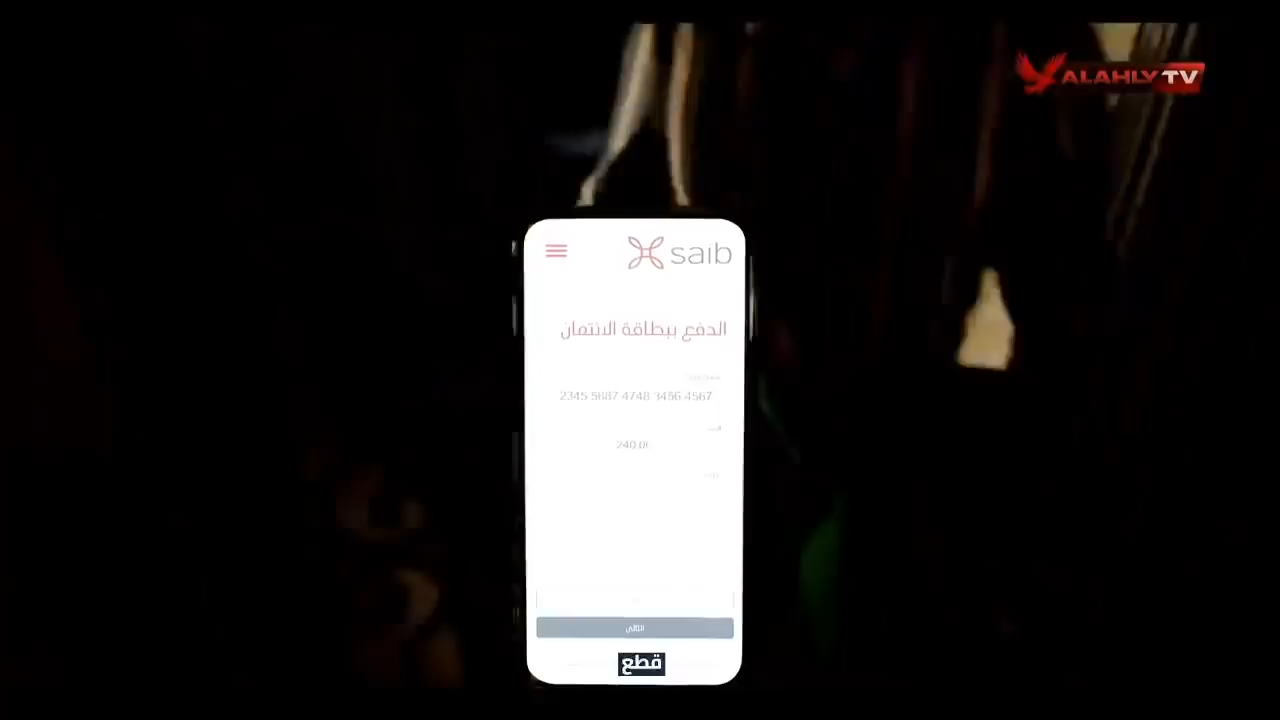 ALAHLY TV
saib
الدفع ببطاقة الائتمان
2345 5687 4748 3456 4567
240.00
التالي
قطع